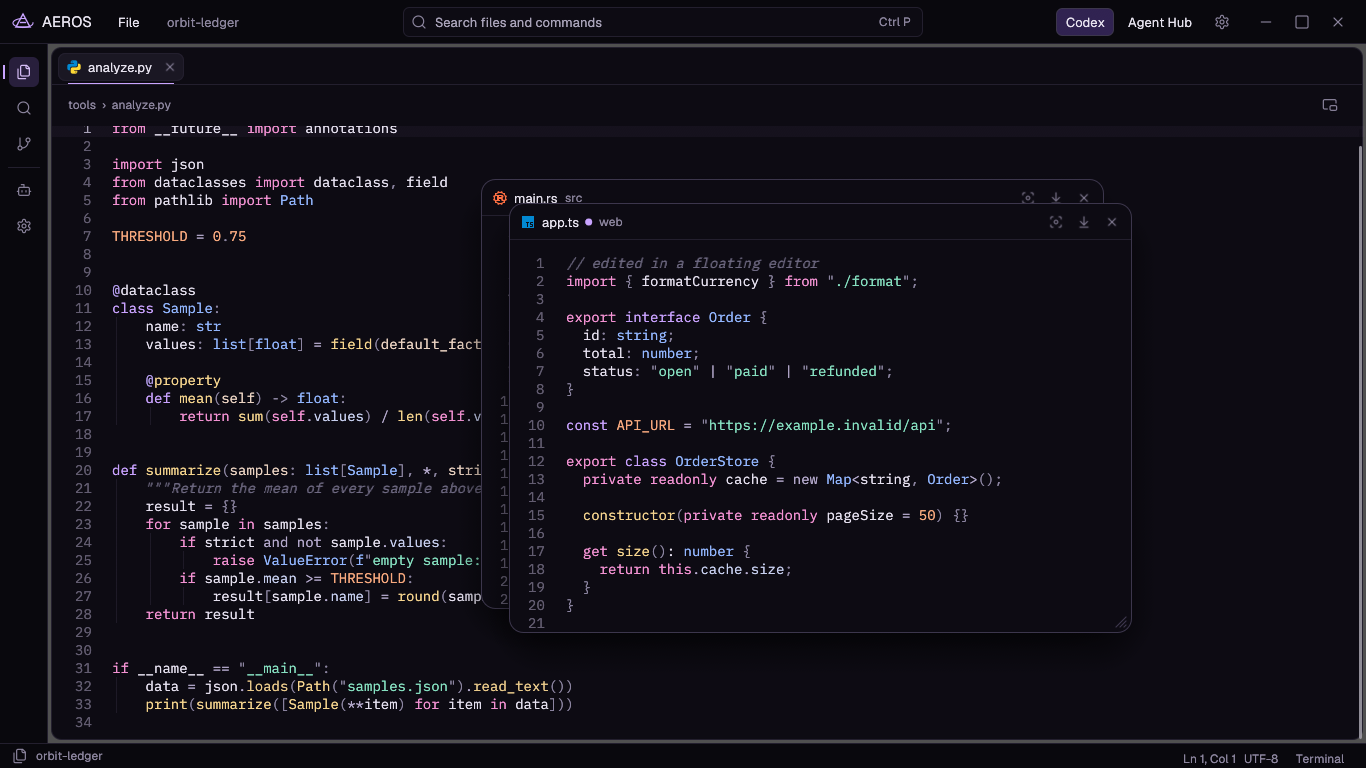 AEROS File orbit-ledger Search files and commands Ctrl P Codex Agent Hub
analyze.py
tools › analyze.py
1 from __future__ import annotations
2
3 import json
4 from dataclasses import dataclass, field
5 from pathlib import Path
6
7 THRESHOLD = 0.75
8
9
10 @dataclass
11 class Sample:
12 name: str
13 values: list[float] = field(default_fact
14
15 @property
16 def mean(self) -> float:
17 return sum(self.values) / len(self.v
18
19
20 def summarize(samples: list[Sample], *, stri
21 """Return the mean of every sample above
22 result = {}
23 for sample in samples:
24 if strict and not sample.values:
25 raise ValueError(f"empty sample:
26 if sample.mean >= THRESHOLD:
27 result[sample.name] = round(samp
28 return result
29
30
31 if __name__ == "__main__":
32 data = json.loads(Path("samples.json").read_text())
33 print(summarize([Sample(**item) for item in data]))
34
main.rs src
app.ts web
1 // edited in a floating editor
2 import { formatCurrency } from "./format";
3
4 export interface Order {
5 id: string;
6 total: number;
7 status: "open" | "paid" | "refunded";
8 }
9
10 const API_URL = "https://example.invalid/api";
11
12 export class OrderStore {
13 private readonly cache = new Map<string, Order>();
14
15 constructor(private readonly pageSize = 50) {}
16
17 get size(): number {
18 return this.cache.size;
19 }
20 }
21
orbit-ledger Ln 1, Col 1 UTF-8 Terminal